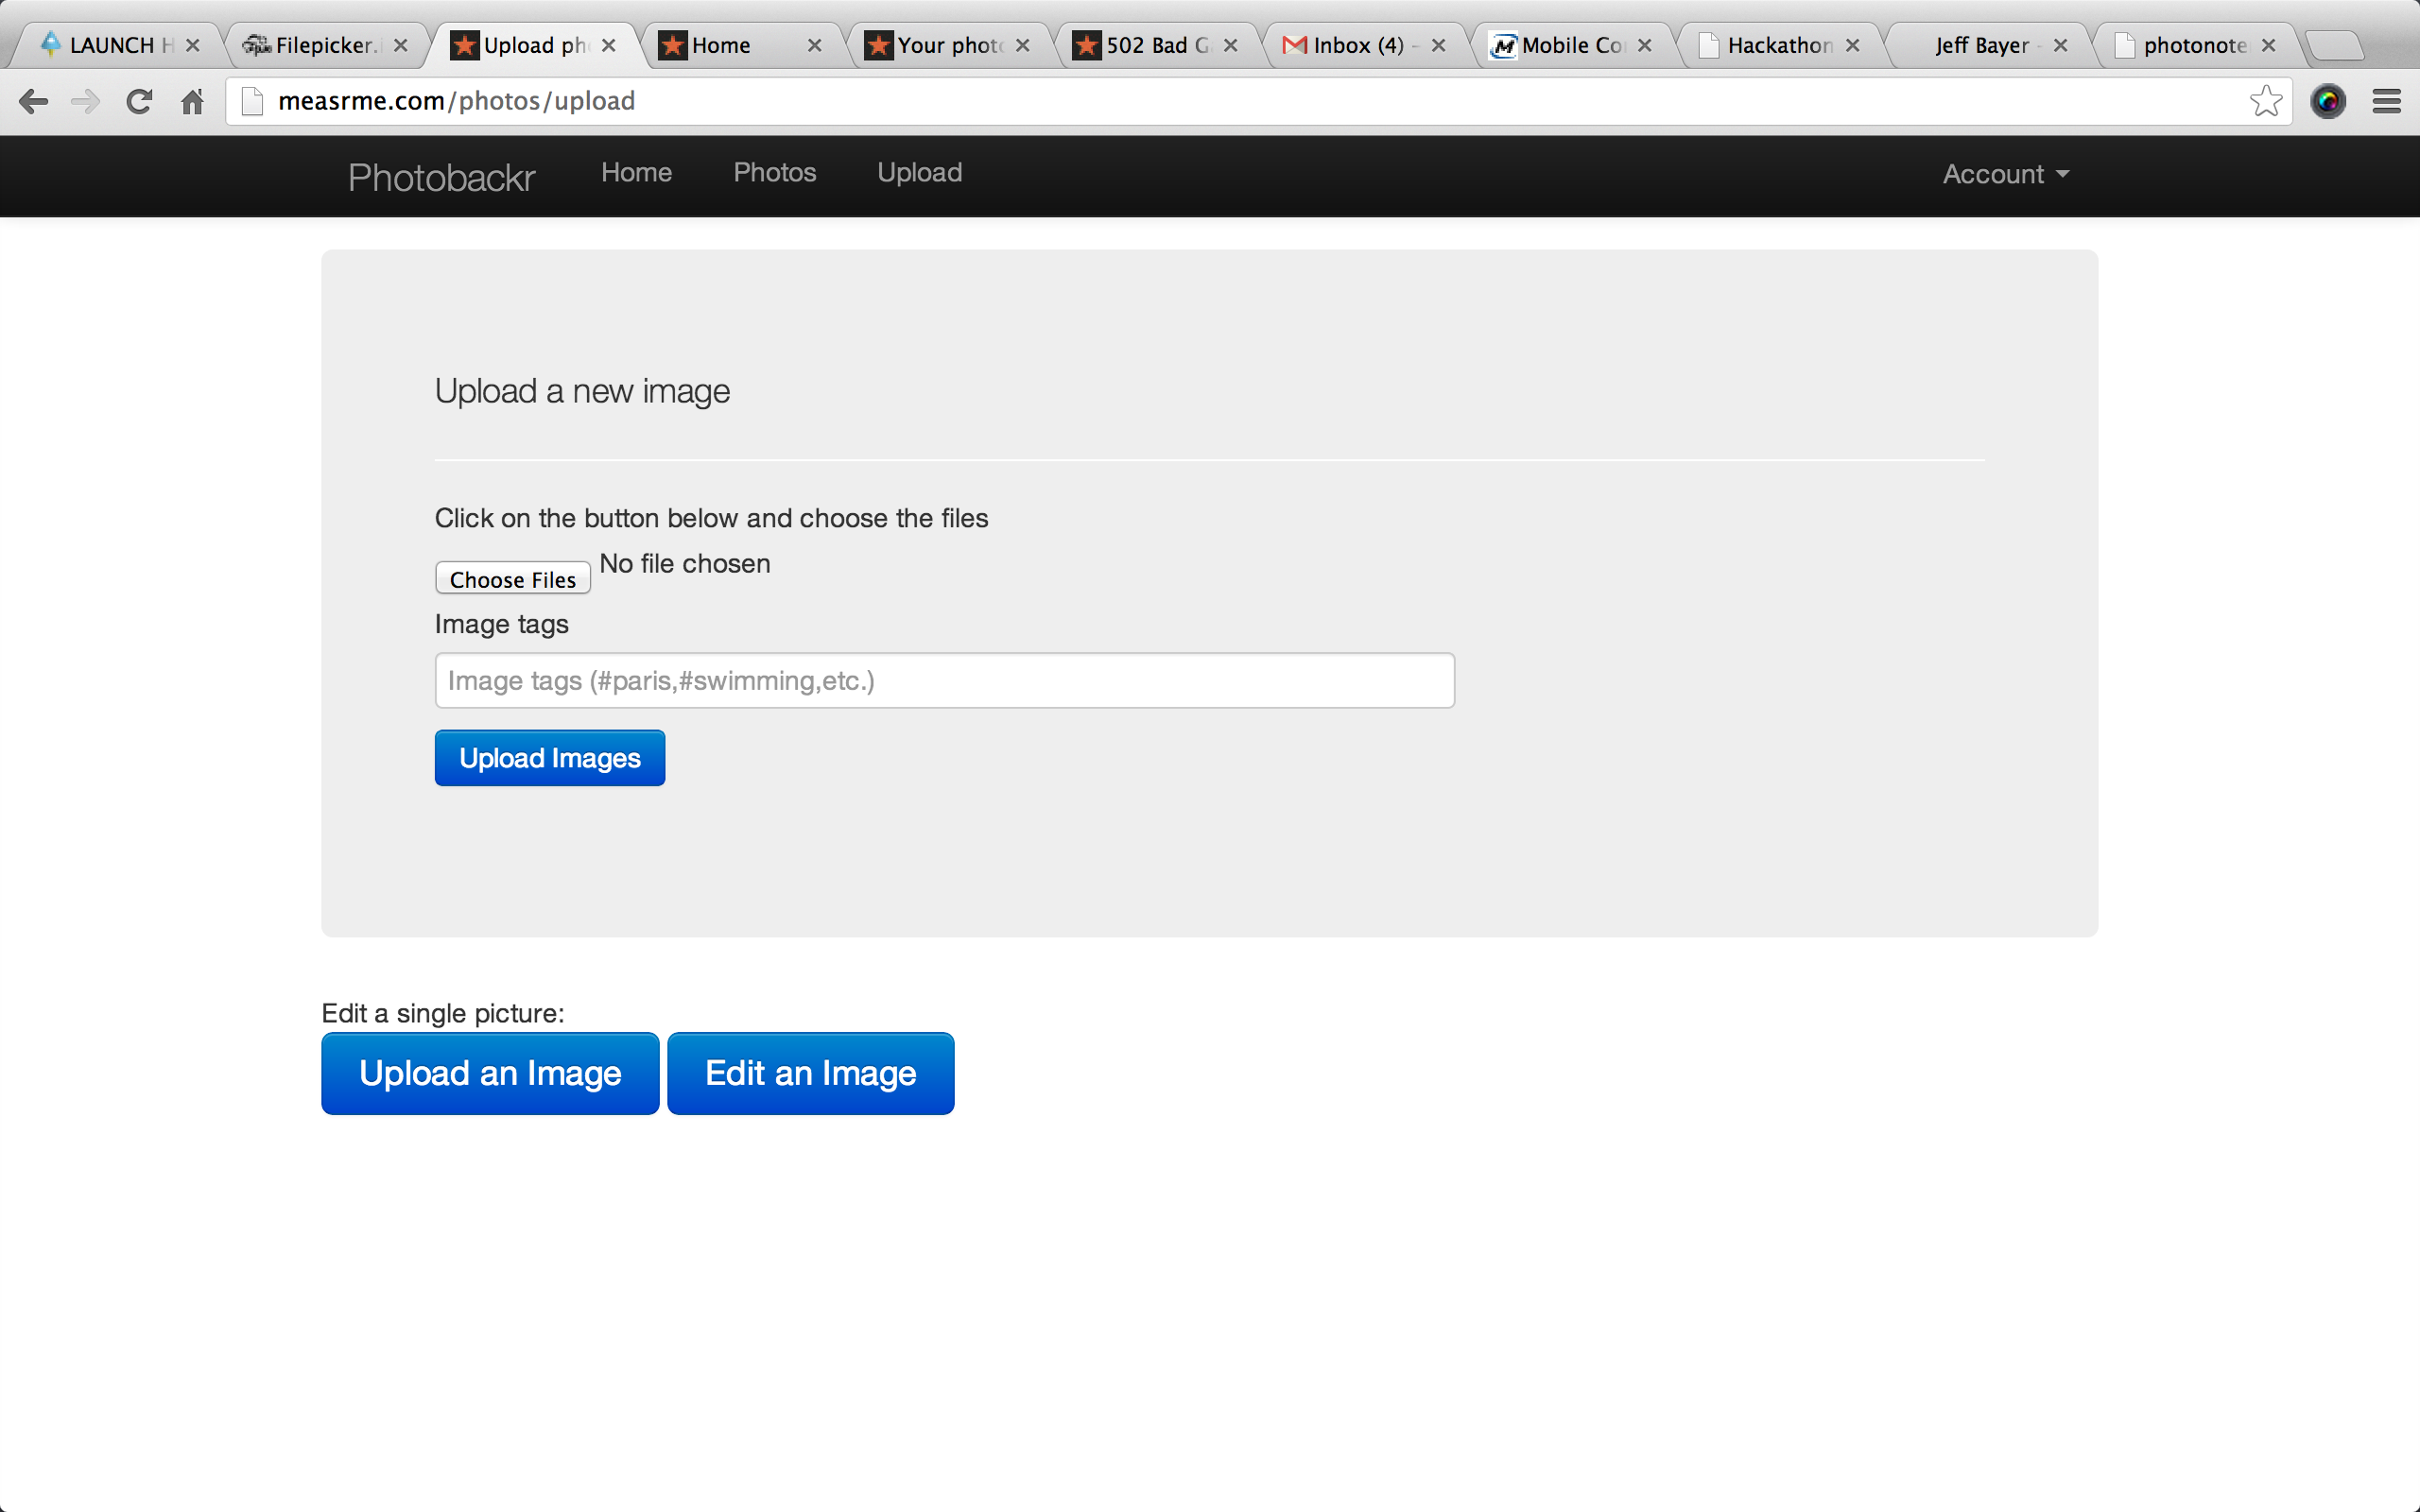 LAUNCH H
Filepicker.
Upload ph
Home
Your photo
502 Bad G
Inbox (4) -
Mobile Co
Hackathon
Jeff Bayer -
photonote
measrme.com/photos/upload
Photobackr Home Photos Upload Account
Upload a new image
Click on the button below and choose the files
Choose Files No file chosen
Image tags
Image tags (#paris,#swimming,etc.)
Upload Images
Edit a single picture:
Upload an Image Edit an Image